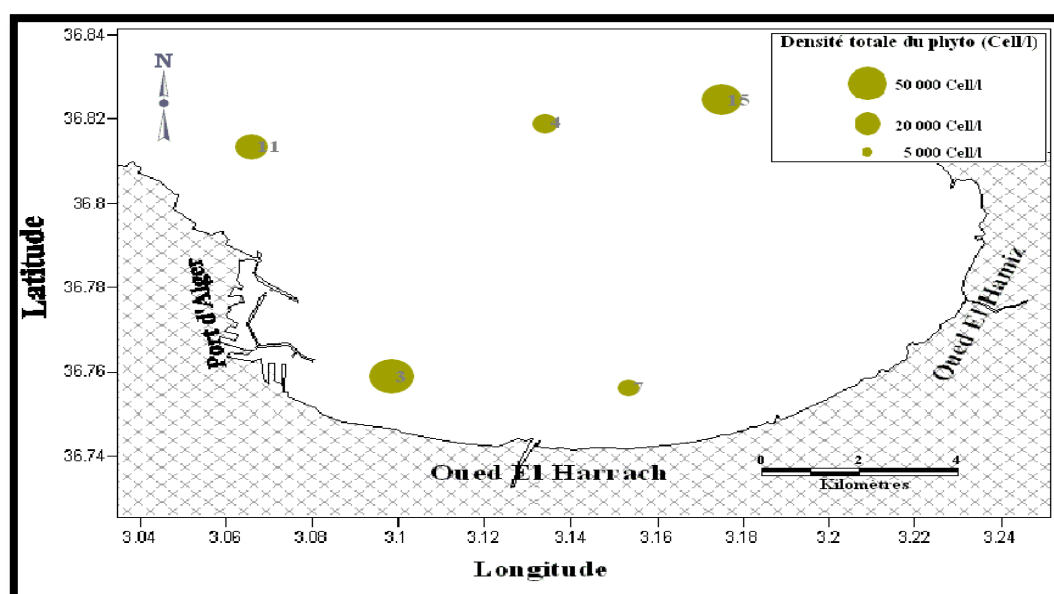 36.84
36.82
36.8
36.78
36.76
36.74
Latitude
N
Densité totale du phyto (Cell/l)
50 000 Cell/l
20 000 Cell/l
5 000 Cell/l
15
4
11
3
7
Port d'Alger
Oued El Hamiz
Oued El Harrach
0 2 4
Kilometres
3.04 3.06 3.08 3.1 3.12 3.14 3.16 3.18 3.2 3.22 3.24
Longitude